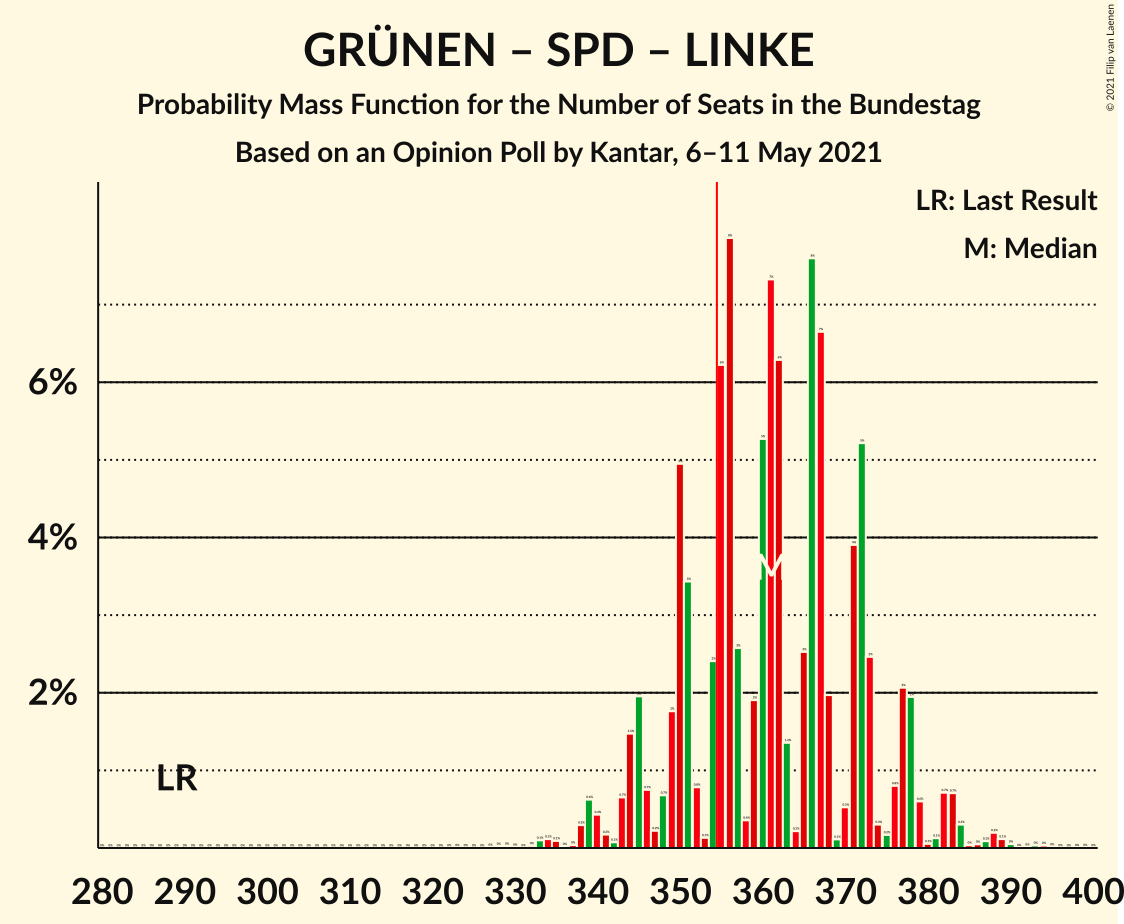 GRÜNEN – SPD – LINKE
Probability Mass Function for the Number of Seats in the Bundestag
Based on an Opinion Poll by Kantar, 6–11 May 2021
© 2021 Filip van Laenen
LR: Last Result
M: Median
6%
4%
2%
M
LR
280 290 300 310 320 330 340 350 360 370 380 390 400